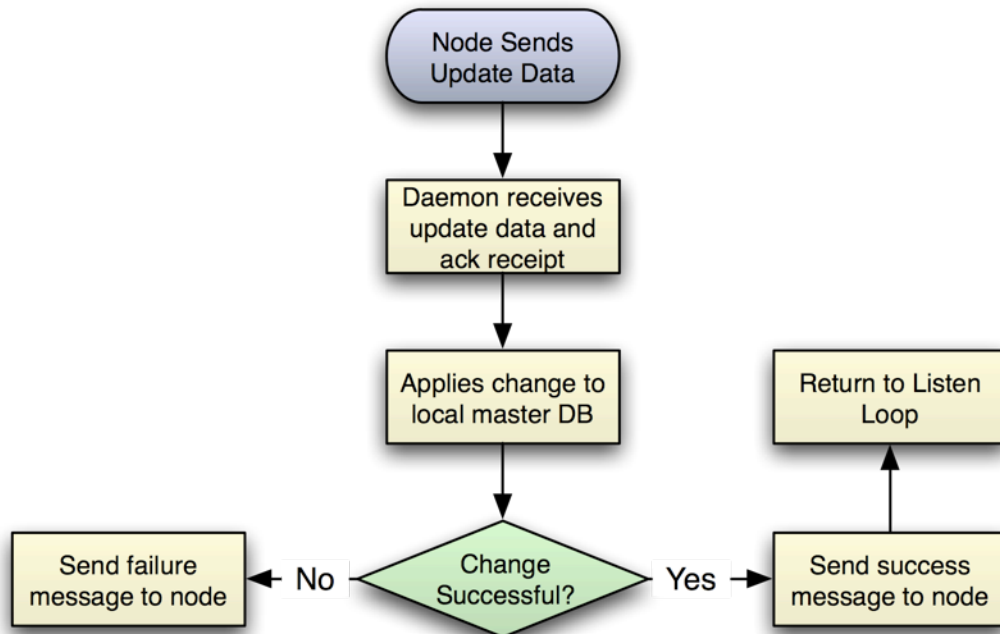 Node Sends
Update Data
Daemon receives
update data and
ack receipt
Applies change to
local master DB
Return to Listen
Loop
Send failure
message to node
No
Change
Successful?
Yes
Send success
message to node